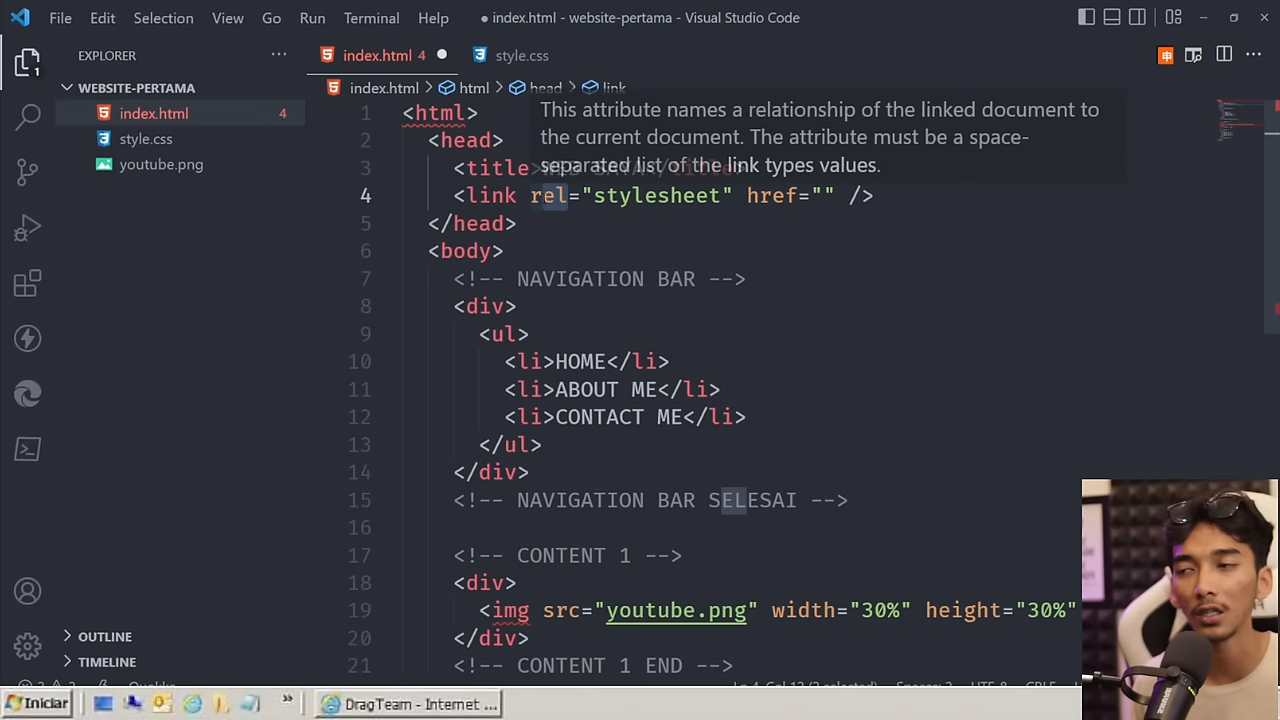 File Edit Selection View Go Run Terminal Help
● index.html - website-pertama - Visual Studio Code
EXPLORER ···
index.html 4 ●
style.css
WEBSITE-PERTAMA
index.html 4
style.css
youtube.png
index.html > html > head > link
This attribute names a relationship of the linked document to
the current document. The attribute must be a space-
separated list of the link types values.
1 <html>
2 <head>
3 <title>
4 <link rel="stylesheet" href="" />
5 </head>
6 <body>
7 <!-- NAVIGATION BAR -->
8 <div>
9 <ul>
10 <li>HOME</li>
11 <li>ABOUT ME</li>
12 <li>CONTACT ME</li>
13 </ul>
14 </div>
15 <!-- NAVIGATION BAR SELESAI -->
16
17 <!-- CONTENT 1 -->
18 <div>
19 <img src="youtube.png" width="30%" height="30%"
20 </div>
21 <!-- CONTENT 1 END -->
OUTLINE
TIMELINE
Iniciar
»
DragTeam - Internet ...